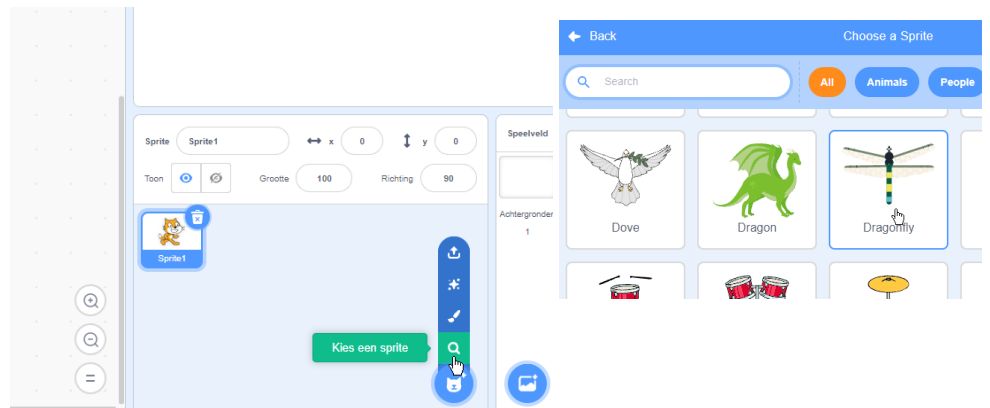 Sprite Sprite1 x 0 y 0
Toon Grootte 100 Richting 90
Sprite1
Kies een sprite
Speelveld
Achtergronden
1
Back Choose a Sprite
Search All Animals People
Dove Dragon Dragonfly